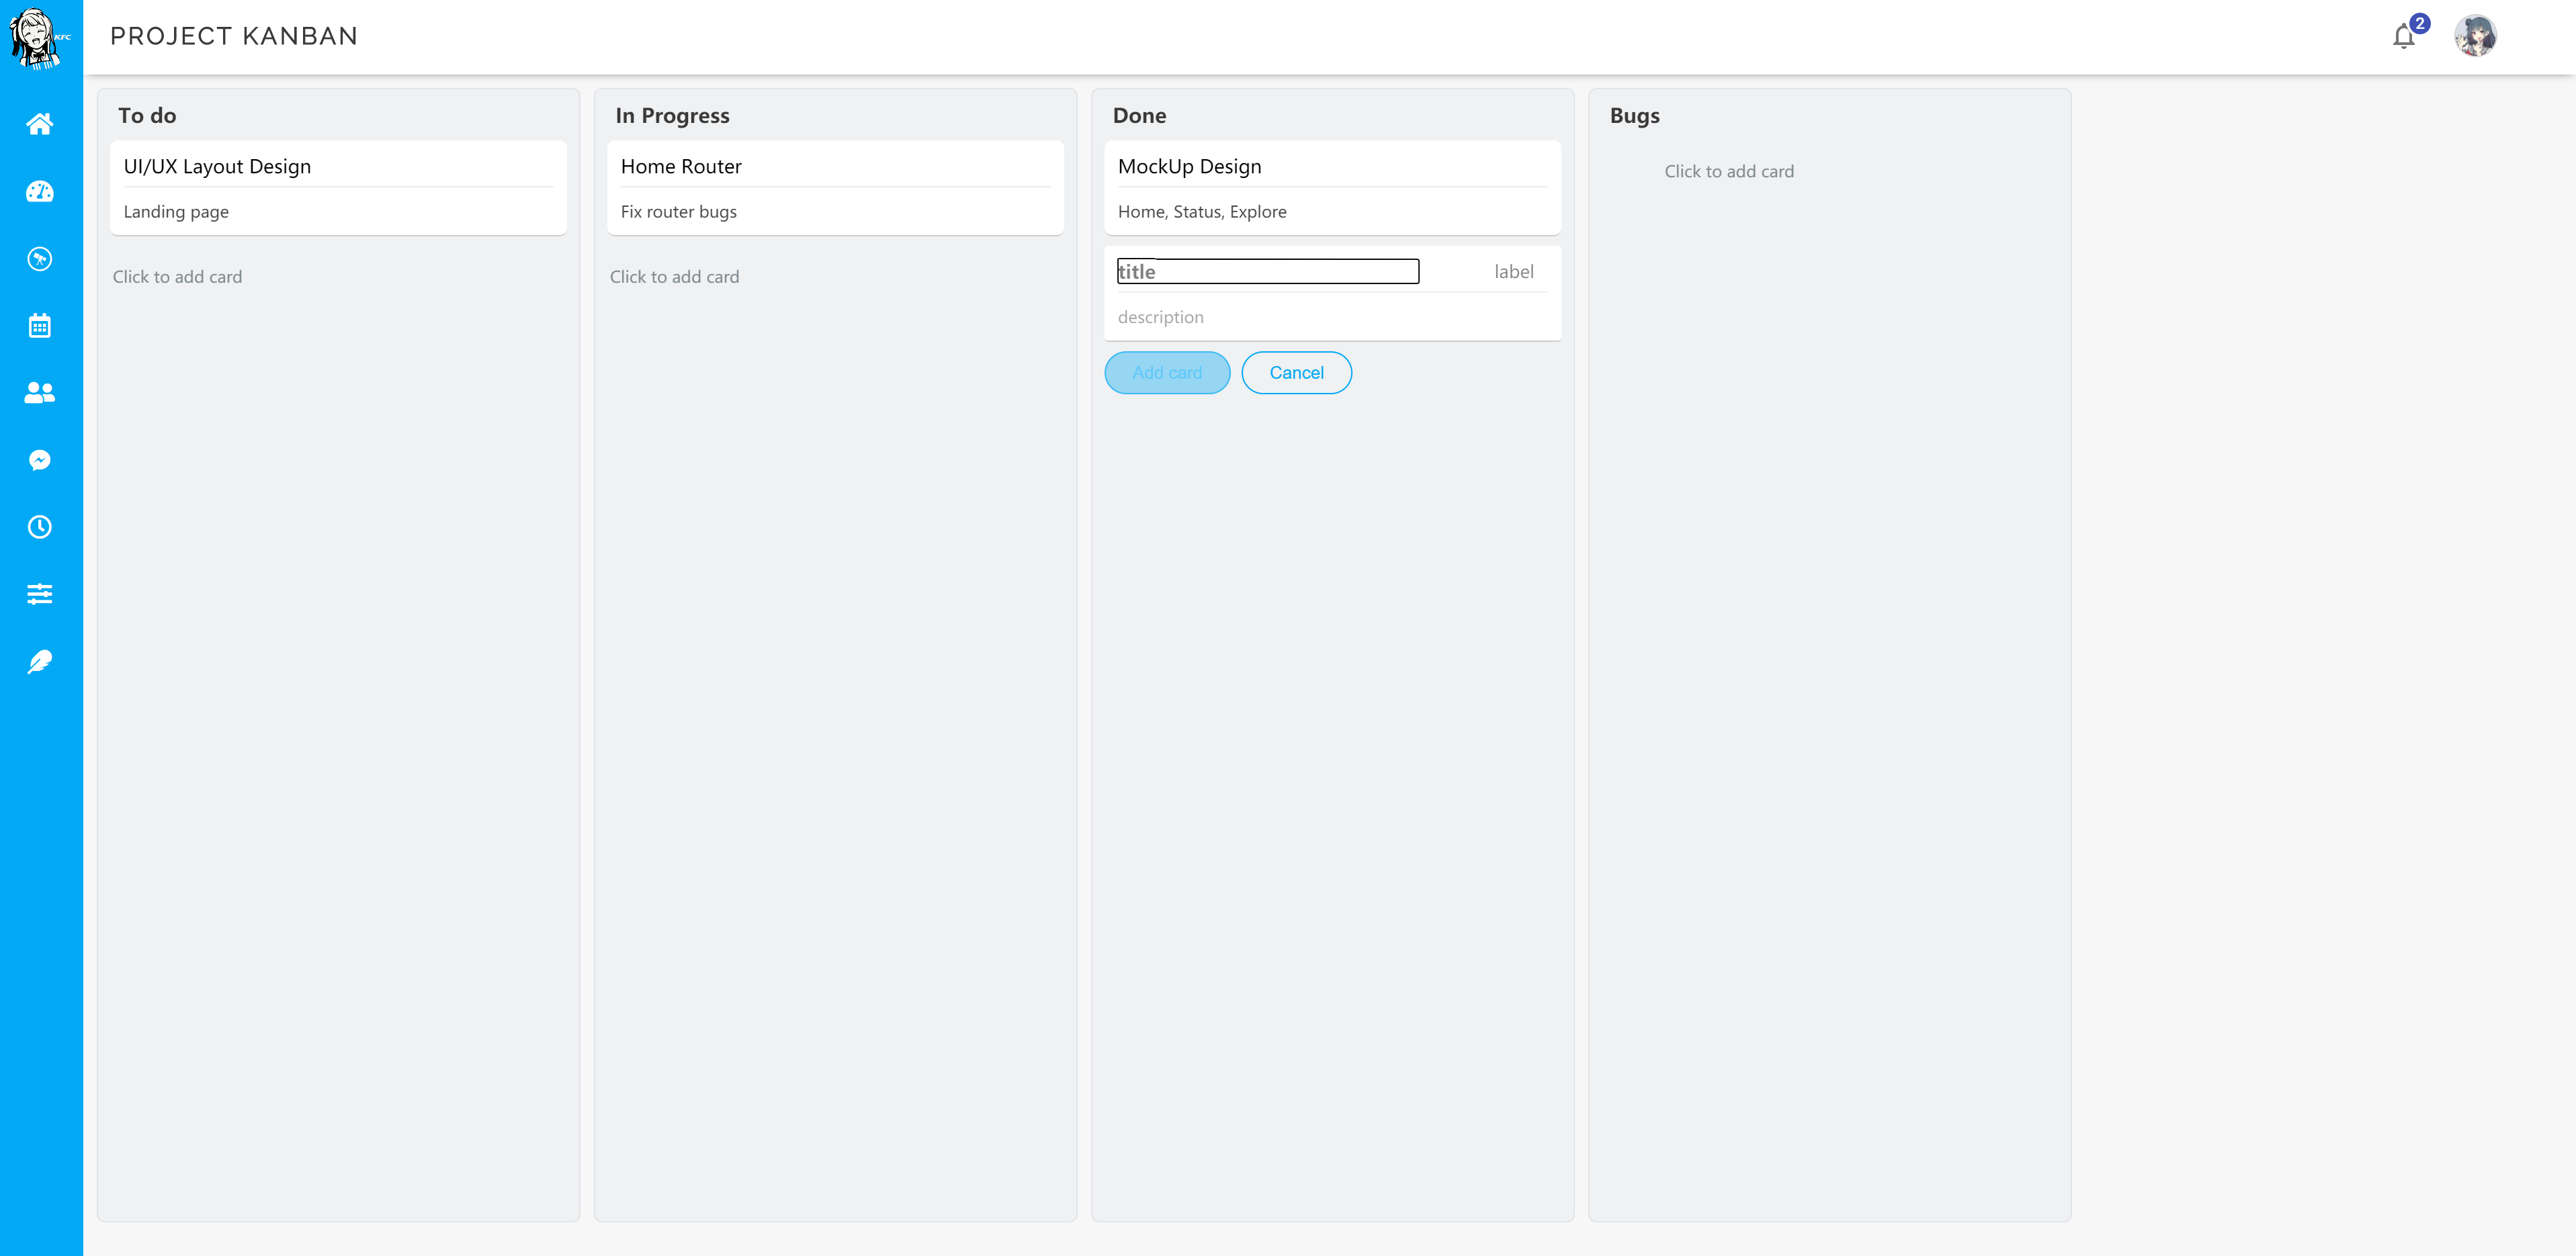 KFC
PROJECT KANBAN
2
To do
UI/UX Layout Design
Landing page
Click to add card
In Progress
Home Router
Fix router bugs
Click to add card
Done
MockUp Design
Home, Status, Explore
title
label
description
Add card
Cancel
Bugs
Click to add card